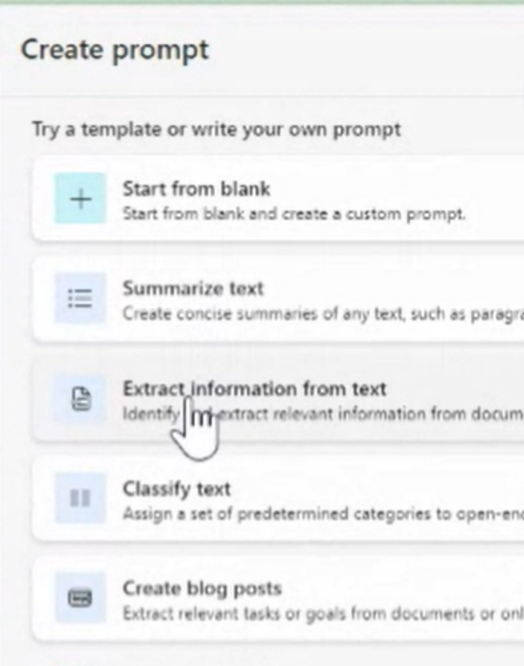 Create prompt
Try a template or write your own prompt
Start from blank
Start from blank and create a custom prompt.
Summarize text
Create concise summaries of any text, such as paragra
Extract information from text
Identify extract relevant information from docum
Classify text
Assign a set of predetermined categories to open-end
Create blog posts
Extract relevant tasks or goals from documents or onl